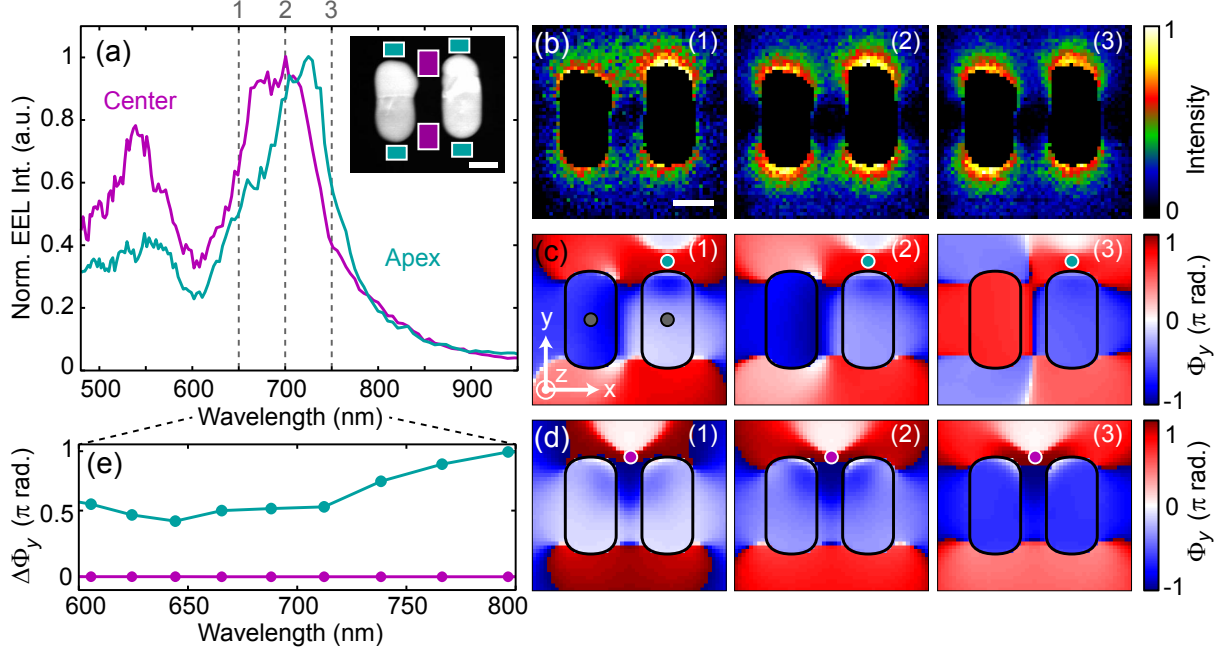 1 2 3
(a)
Center
Apex
Norm. EEL Int. (a.u.)
1
0.8
0.6
0.4
0.2
0
500 600 700 800 900
Wavelength (nm)
(b) (1) (2) (3)
1
Intensity
0
(c) (1) (2) (3)
y
z
x
1
0
-1
Φy (π rad.)
(d) (1) (2) (3)
1
0
-1
Φy (π rad.)
(e)
ΔΦy (π rad.)
1
0.5
0
600 650 700 750 800
Wavelength (nm)